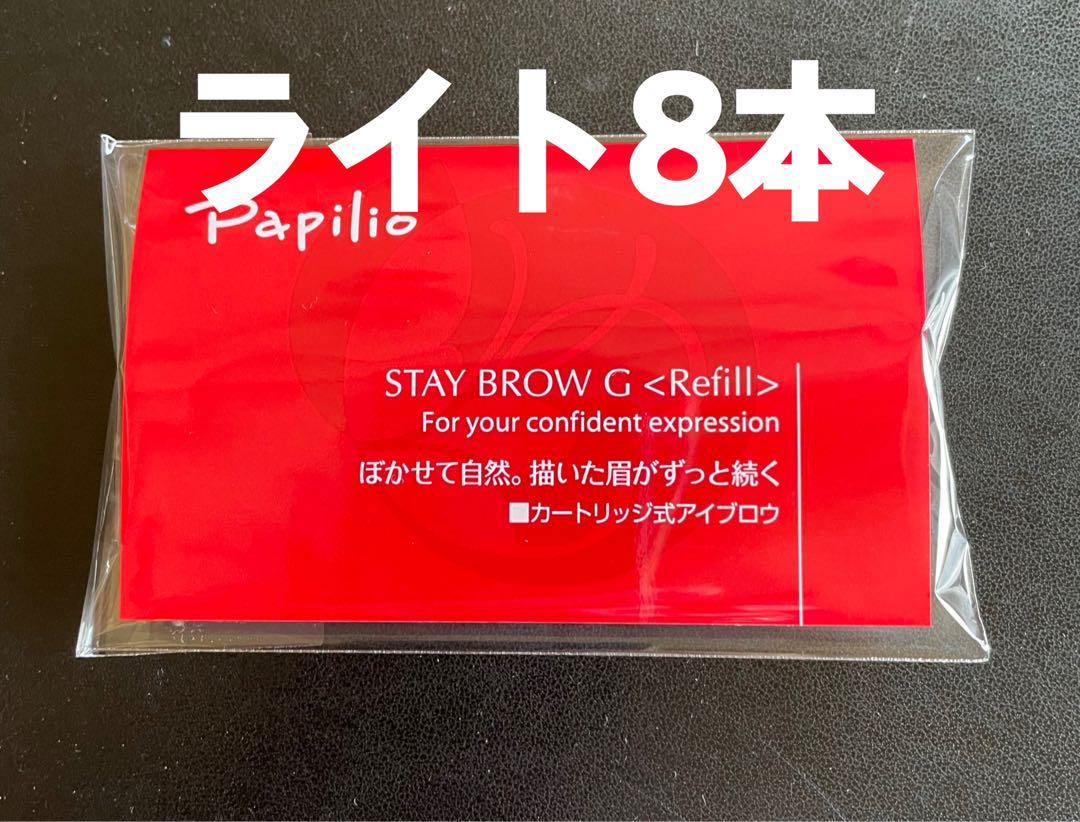 ライト8本
Papilio
STAY BROW G <Refill>
For your confident expression
ぼかせて自然。描いた眉がずっと続く
■カートリッジ式アイブロウ